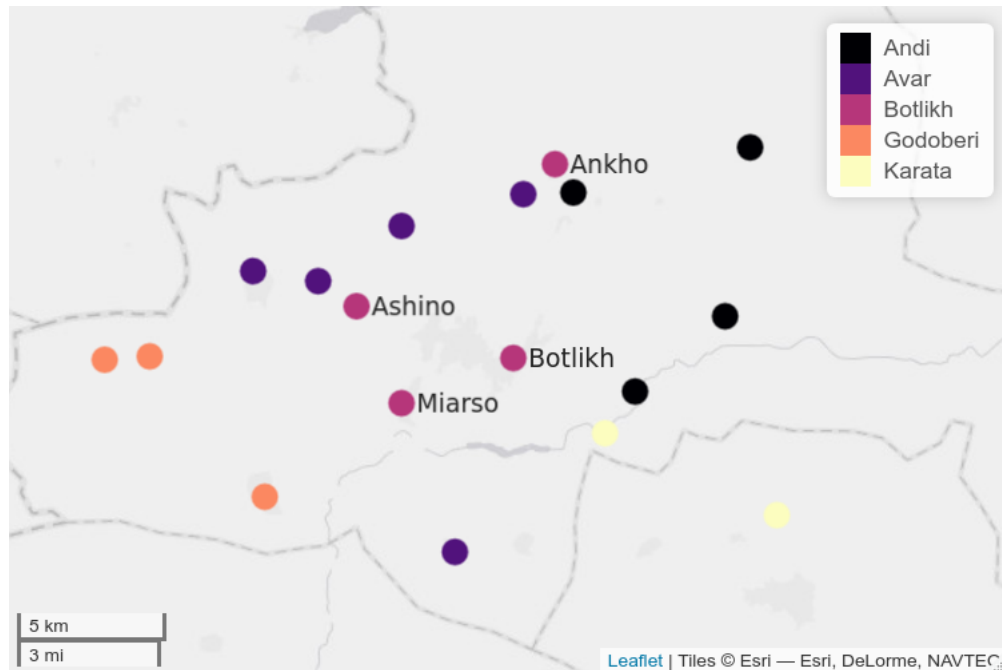 Andi
Avar
Botlikh
Godoberi
Karata
Ankho
Ashino
Botlikh
Miarso
5 km
3 mi
Leaflet | Tiles © Esri — Esri, DeLorme, NAVTEQ